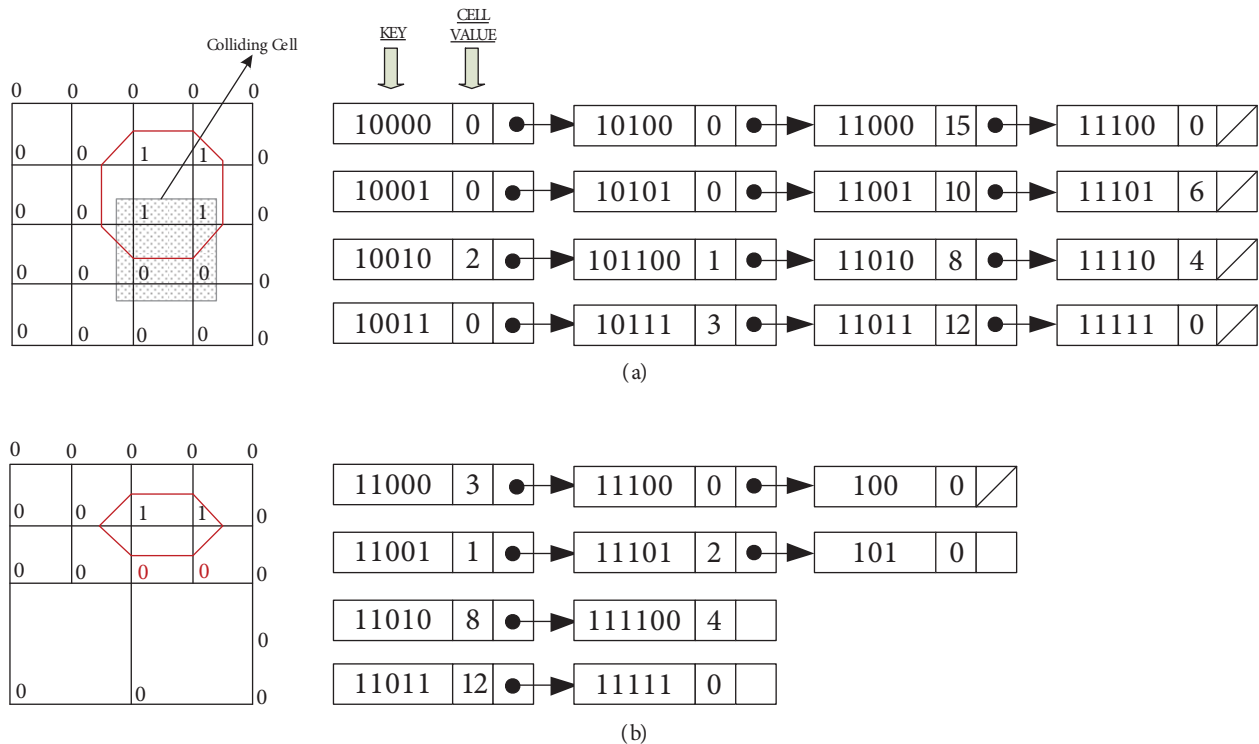 KEY
CELL
VALUE
Colliding Cell
0 0 0 0 0
0 0 1 1 0
0 0 1 1 0
0 0 0 0 0
0 0 0 0 0
10000 0 10100 0 11000 15 11100 0
10001 0 10101 0 11001 10 11101 6
10010 2 101100 1 11010 8 11110 4
10011 0 10111 3 11011 12 11111 0
(a)
0 0 0 0 0
0 0 1 1 0
0 0 0 0 0
0
0 0 0
11000 3 11100 0 100 0
11001 1 11101 2 101 0
11010 8 111100 4
11011 12 11111 0
(b)